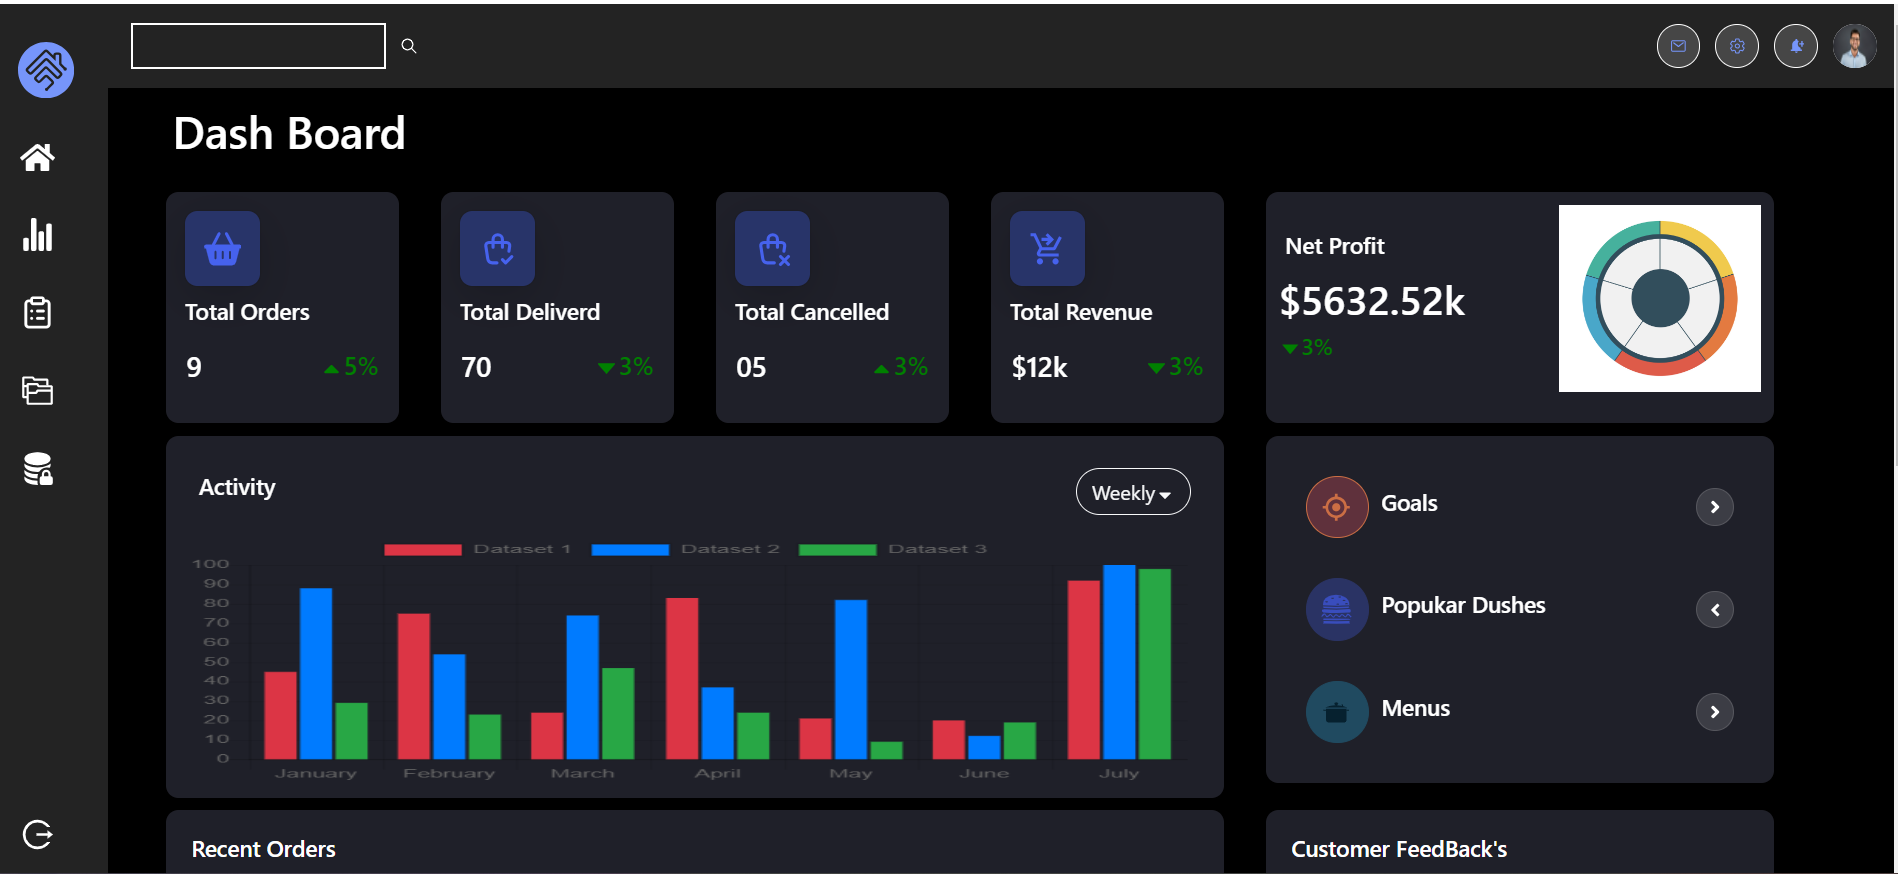 Dash Board
Total Orders
9
5%
Total Deliverd
70
3%
Total Cancelled
05
3%
Total Revenue
$12k
3%
Net Profit
$5632.52k
3%
Activity
Weekly
Dataset 1 Dataset 2 Dataset 3
100
90
80
70
60
50
40
30
20
10
0
January February March April May June July
Goals
Popukar Dushes
Menus
Recent Orders
Customer FeedBack's